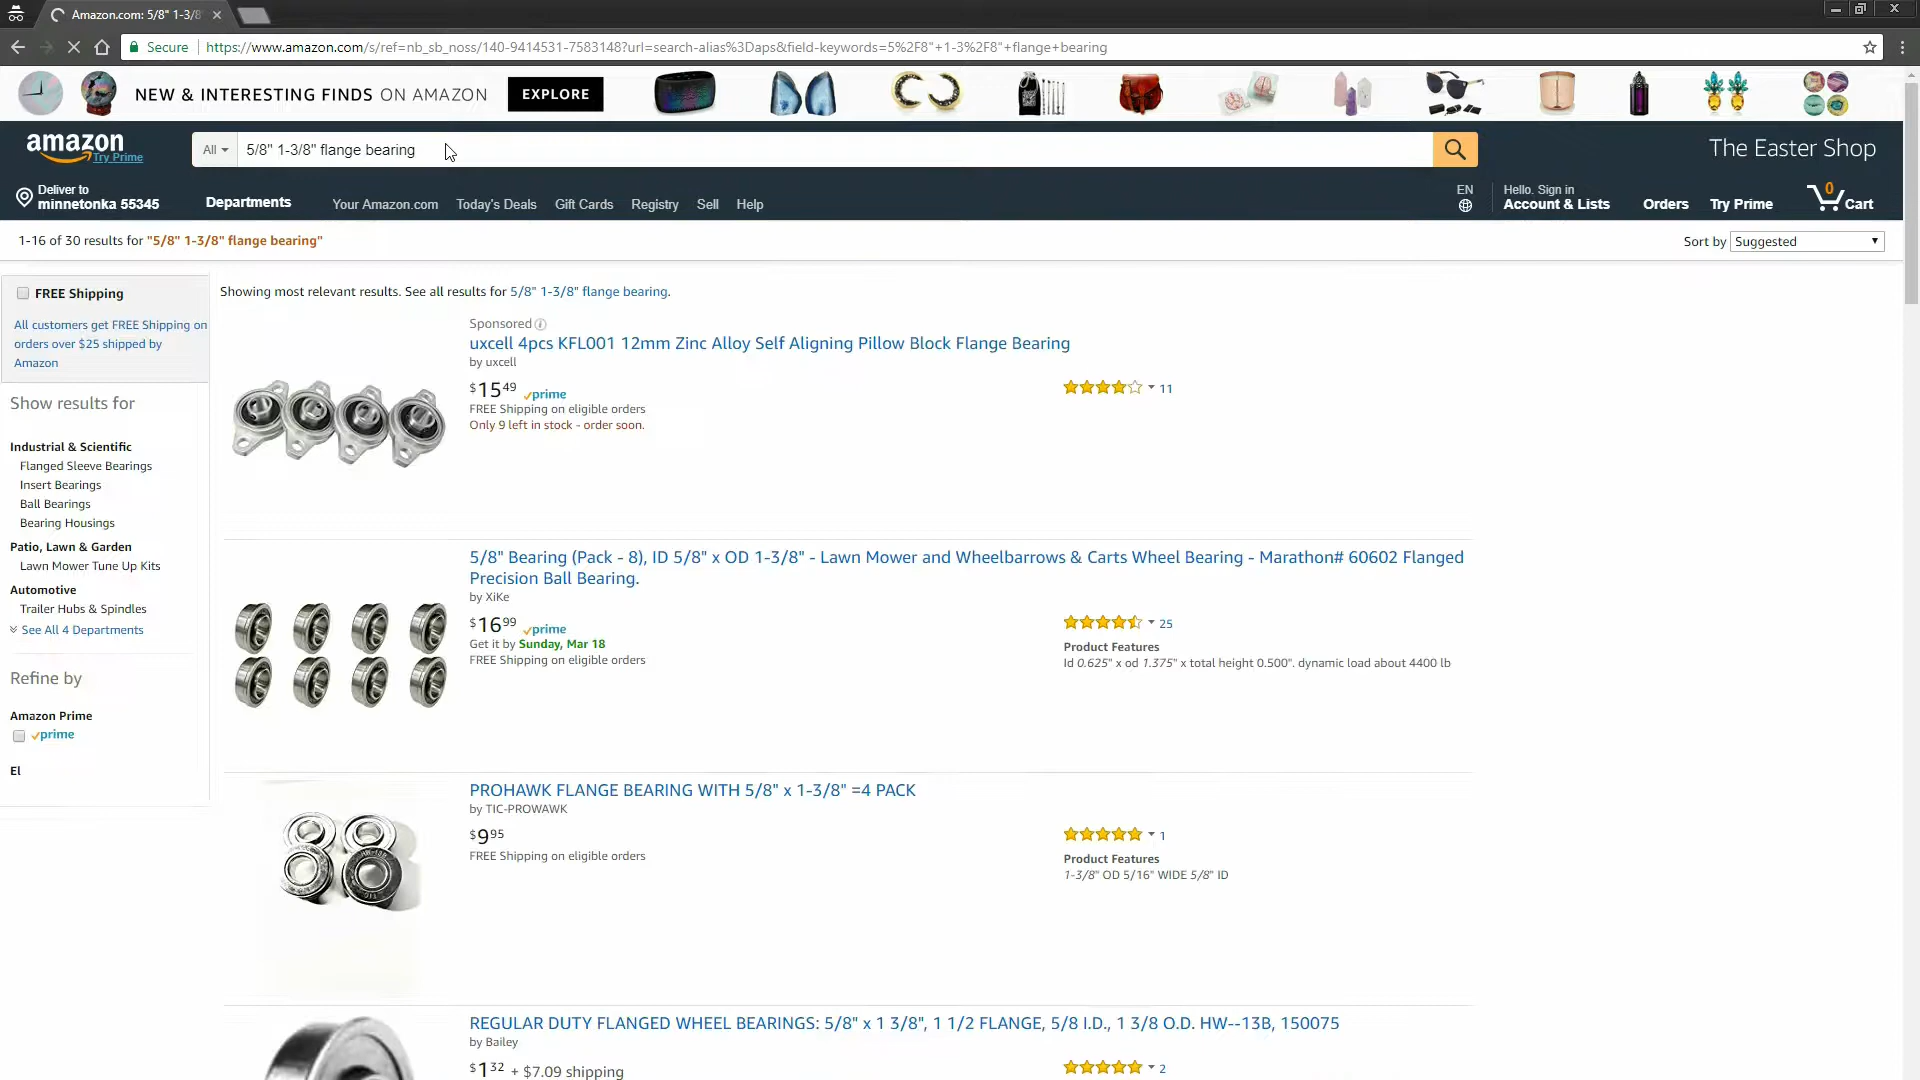 Amazon.com: 5/8" 1-3/8"
Secure https://www.amazon.com/s/ref=nb_sb_noss/140-9414531-7583148?url=search-alias%3Daps&field-keywords=5%2F8"+1-3%2F8"+flange+bearing
NEW & INTERESTING FINDS ON AMAZON EXPLORE
amazon
Try Prime
All
5/8" 1-3/8" flange bearing
The Easter Shop
Deliver to
minnetonka 55345
Departments
Your Amazon.com
Today's Deals
Gift Cards
Registry
Sell
Help
EN
Hello. Sign in
Account & Lists
Orders
Try Prime
0
Cart
1-16 of 30 results for "5/8" 1-3/8" flange bearing"
Sort by Suggested
FREE Shipping
All customers get FREE Shipping on
orders over $25 shipped by
Amazon
Show results for
Industrial & Scientific
Flanged Sleeve Bearings
Insert Bearings
Ball Bearings
Bearing Housings
Patio, Lawn & Garden
Lawn Mower Tune Up Kits
Automotive
Trailer Hubs & Spindles
See All 4 Departments
Refine by
Amazon Prime
prime
El
Showing most relevant results. See all results for 5/8" 1-3/8" flange bearing.
Sponsored
uxcell 4pcs KFL001 12mm Zinc Alloy Self Aligning Pillow Block Flange Bearing
by uxcell
$15 49 prime
FREE Shipping on eligible orders
Only 9 left in stock - order soon.
11
5/8" Bearing (Pack - 8), ID 5/8" x OD 1-3/8" - Lawn Mower and Wheelbarrows & Carts Wheel Bearing - Marathon# 60602 Flanged
Precision Ball Bearing.
by XiKe
$16 99 prime
Get it by Sunday, Mar 18
FREE Shipping on eligible orders
25
Product Features
Id 0.625" x od 1.375" x total height 0.500". dynamic load about 4400 lb
PROHAWK FLANGE BEARING WITH 5/8" x 1-3/8" =4 PACK
by TIC-PROWAWK
$9 95
FREE Shipping on eligible orders
1
Product Features
1-3/8" OD 5/16" WIDE 5/8" ID
REGULAR DUTY FLANGED WHEEL BEARINGS: 5/8" x 1 3/8", 1 1/2 FLANGE, 5/8 I.D., 1 3/8 O.D. HW--13B, 150075
by Bailey
$1 32 + $7.09 shipping
2